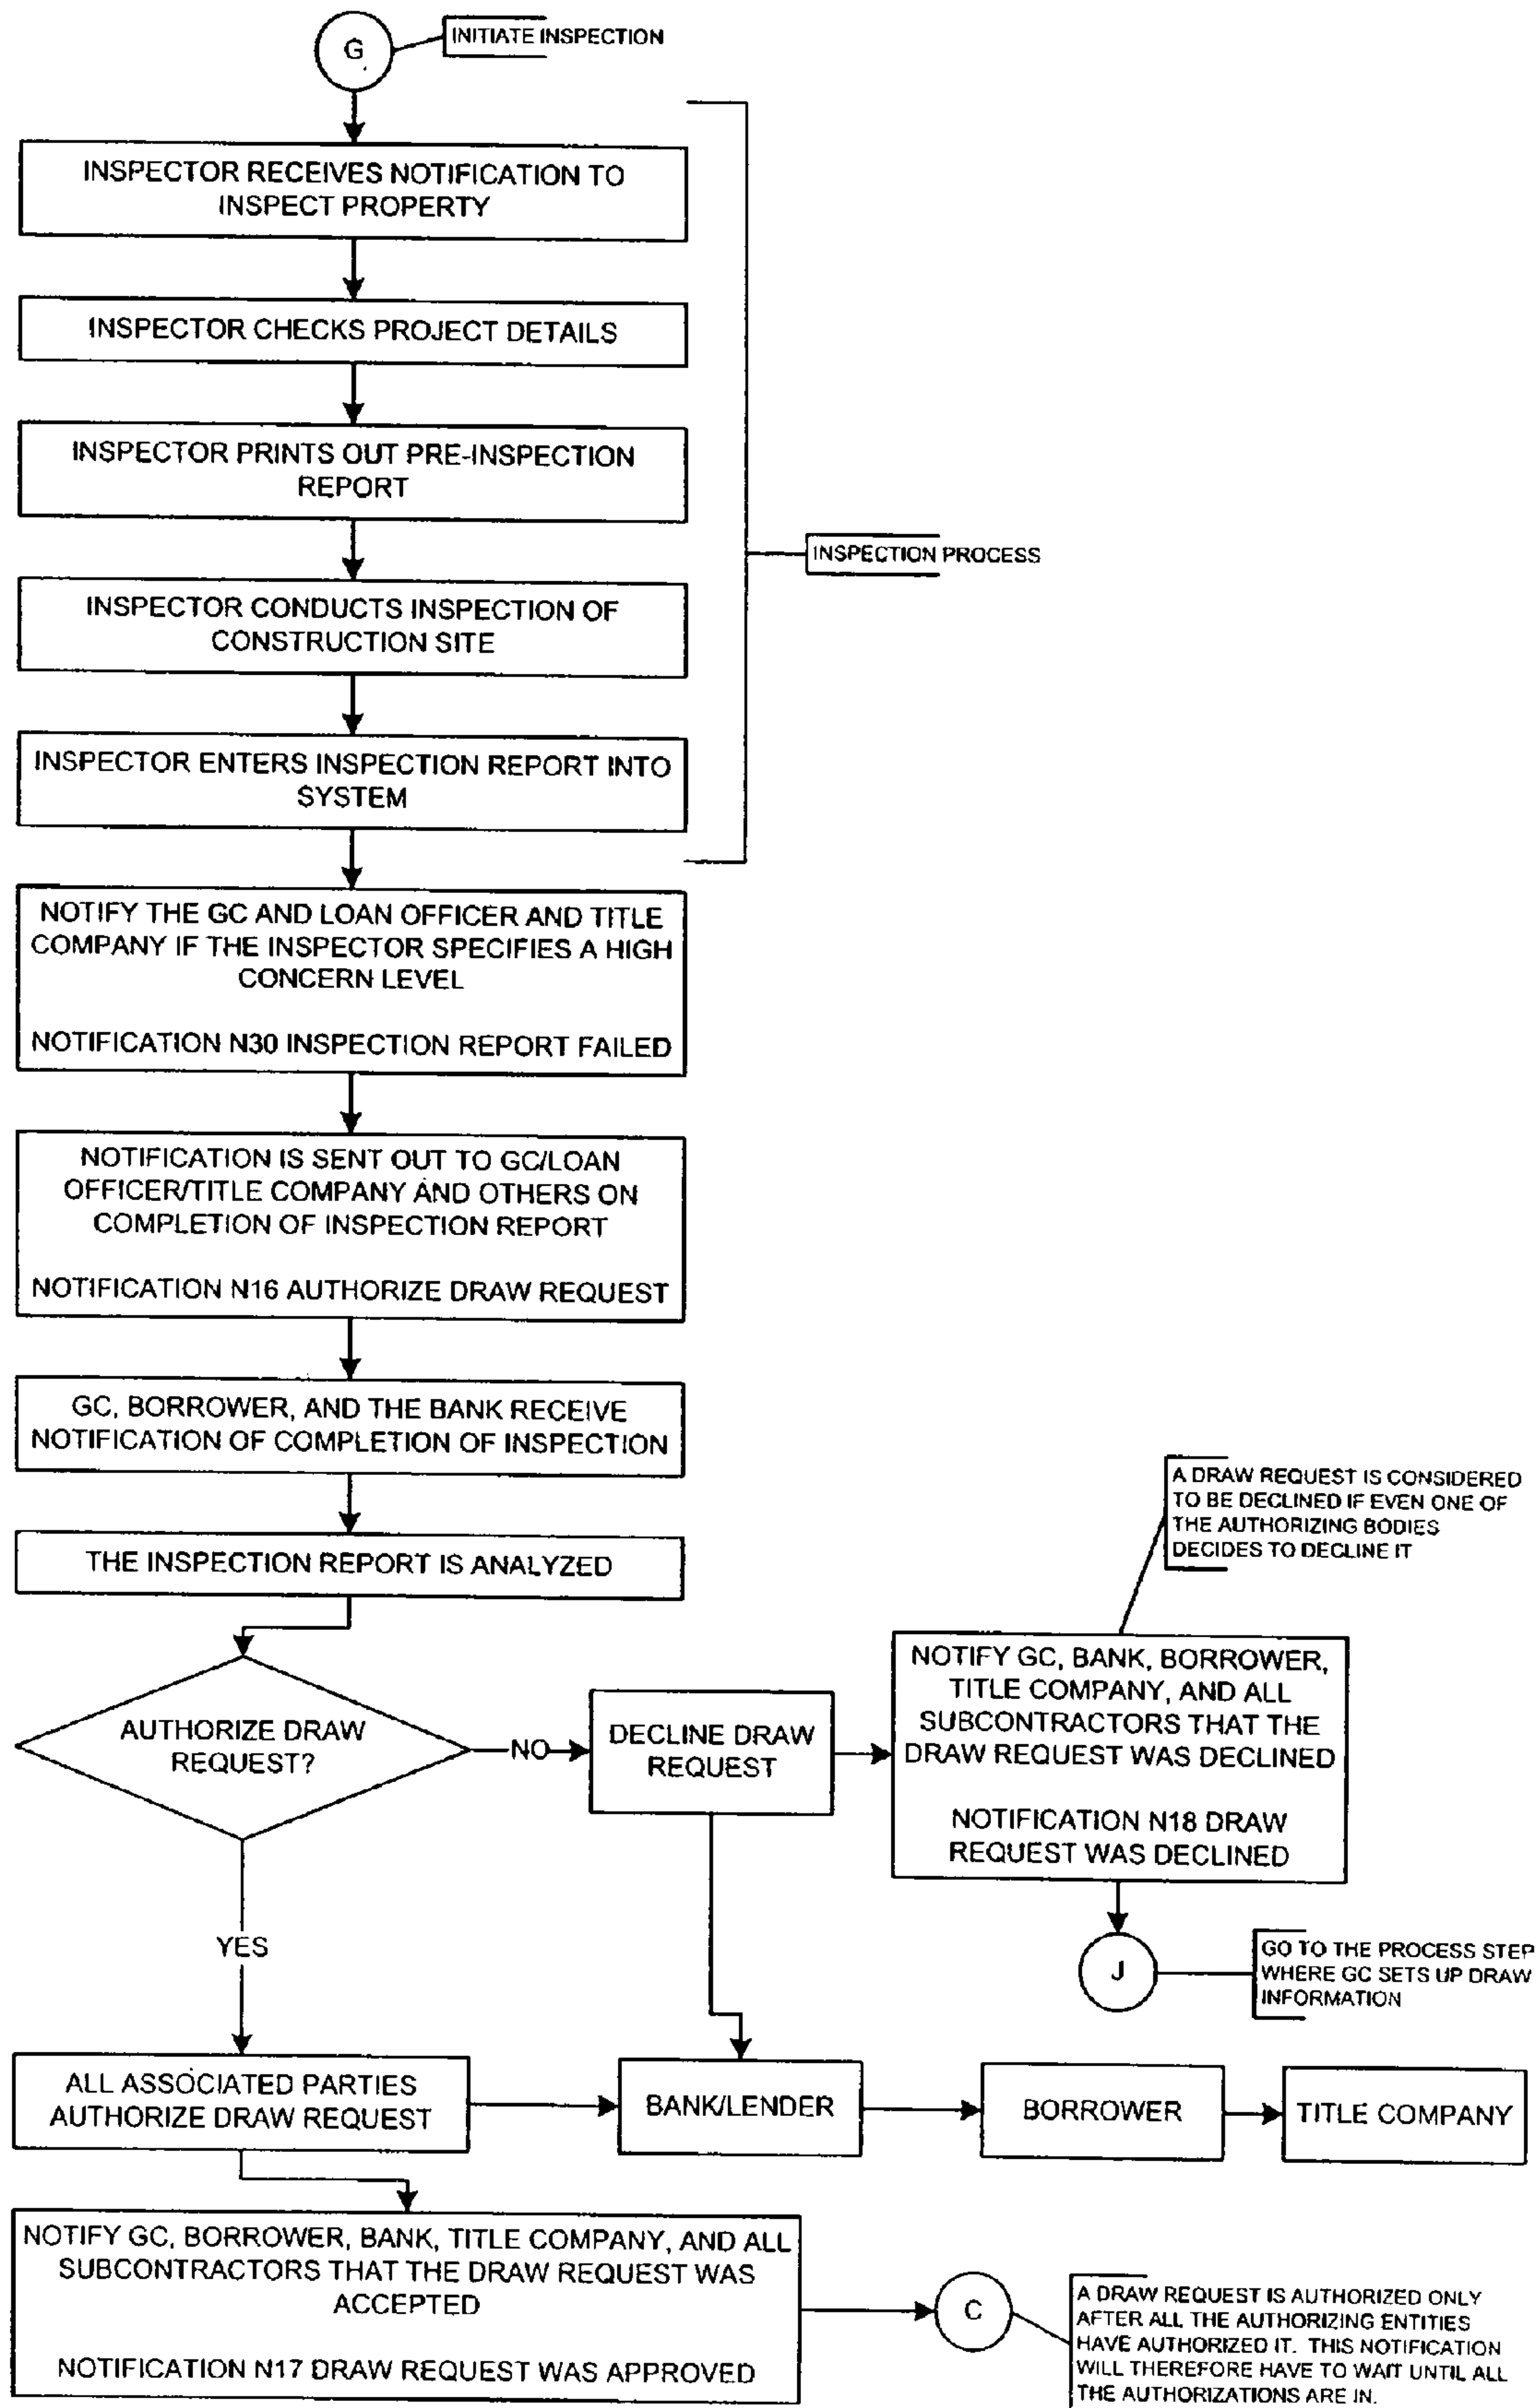 G
INITIATE INSPECTION
INSPECTOR RECEIVES NOTIFICATION TO
INSPECT PROPERTY
INSPECTOR CHECKS PROJECT DETAILS
INSPECTOR PRINTS OUT PRE-INSPECTION
REPORT
INSPECTION PROCESS
INSPECTOR CONDUCTS INSPECTION OF
CONSTRUCTION SITE
INSPECTOR ENTERS INSPECTION REPORT INTO
SYSTEM
NOTIFY THE GC AND LOAN OFFICER AND TITLE
COMPANY IF THE INSPECTOR SPECIFIES A HIGH
CONCERN LEVEL
NOTIFICATION N30 INSPECTION REPORT FAILED
NOTIFICATION IS SENT OUT TO GC/LOAN
OFFICER/TITLE COMPANY AND OTHERS ON
COMPLETION OF INSPECTION REPORT
NOTIFICATION N16 AUTHORIZE DRAW REQUEST
GC, BORROWER, AND THE BANK RECEIVE
NOTIFICATION OF COMPLETION OF INSPECTION
THE INSPECTION REPORT IS ANALYZED
A DRAW REQUEST IS CONSIDERED
TO BE DECLINED IF EVEN ONE OF
THE AUTHORIZING BODIES
DECIDES TO DECLINE IT
AUTHORIZE DRAW
REQUEST?
NO
DECLINE DRAW
REQUEST
NOTIFY GC, BANK, BORROWER,
TITLE COMPANY, AND ALL
SUBCONTRACTORS THAT THE
DRAW REQUEST WAS DECLINED
NOTIFICATION N18 DRAW
REQUEST WAS DECLINED
YES
J
GO TO THE PROCESS STEP
WHERE GC SETS UP DRAW
INFORMATION
ALL ASSOCIATED PARTIES
AUTHORIZE DRAW REQUEST
BANK/LENDER
BORROWER
TITLE COMPANY
NOTIFY GC, BORROWER, BANK, TITLE COMPANY, AND ALL
SUBCONTRACTORS THAT THE DRAW REQUEST WAS
ACCEPTED
NOTIFICATION N17 DRAW REQUEST WAS APPROVED
C
A DRAW REQUEST IS AUTHORIZED ONLY
AFTER ALL THE AUTHORIZING ENTITIES
HAVE AUTHORIZED IT. THIS NOTIFICATION
WILL THEREFORE HAVE TO WAIT UNTIL ALL
THE AUTHORIZATIONS ARE IN.